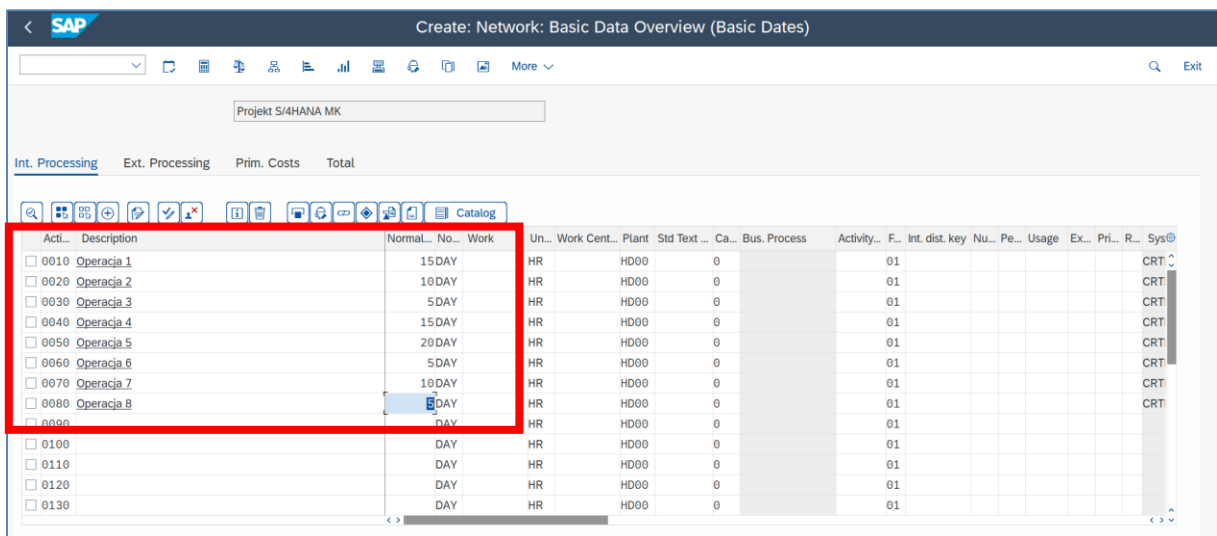 SAP Create: Network: Basic Data Overview (Basic Dates)
More Exit
Projekt S/4HANA MK
Int. Processing Ext. Processing Prim. Costs Total
Catalog
Acti... Description Normal... No... Work Un... Work Cent... Plant Std Text ... Ca... Bus. Process Activity... F... Int. dist. key Nu... Pe... Usage Ex... Pri... R... Sys
0010 Operacja 1 15 DAY HR HD00 0 01 CRT
0020 Operacja 2 10 DAY HR HD00 0 01 CRT
0030 Operacja 3 5 DAY HR HD00 0 01 CRT
0040 Operacja 4 15 DAY HR HD00 0 01 CRT
0050 Operacja 5 20 DAY HR HD00 0 01 CRT
0060 Operacja 6 5 DAY HR HD00 0 01 CRT
0070 Operacja 7 10 DAY HR HD00 0 01 CRT
0080 Operacja 8 5 DAY HR HD00 0 01 CRT
0090 DAY HR HD00 0 01
0100 DAY HR HD00 0 01
0110 DAY HR HD00 0 01
0120 DAY HR HD00 0 01
0130 DAY HR HD00 0 01